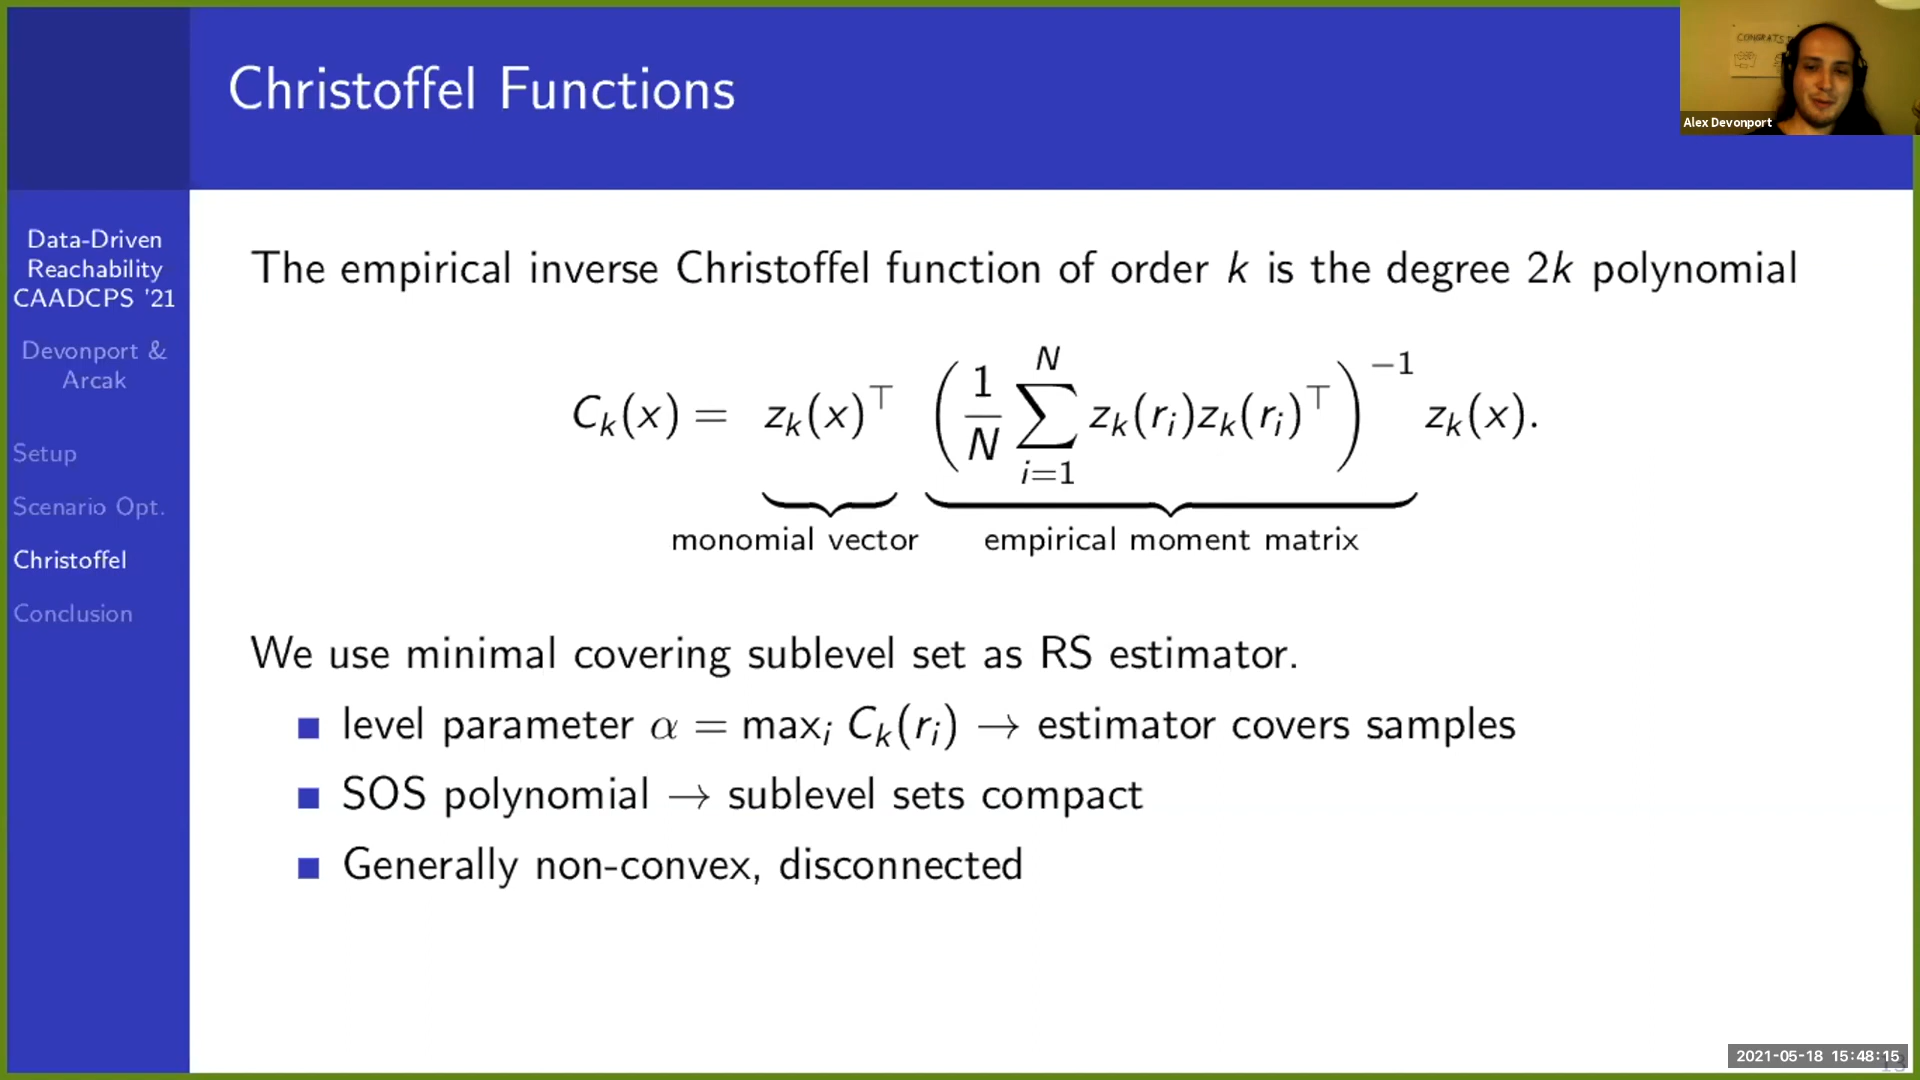 Christoffel Functions
CONGRATS
Alex Devonport
Data-Driven
Reachability
CAADCPS '21
Devonport &
Arcak
Setup
Scenario Opt.
Christoffel
Conclusion
The empirical inverse Christoffel function of order k is the degree 2k polynomial
C_k(x) = z_k(x)^⊤ (1/N ∑_{i=1}^{N} z_k(r_i)z_k(r_i)^⊤)^{-1} z_k(x).
monomial vector empirical moment matrix
We use minimal covering sublevel set as RS estimator.
level parameter α = max_i C_k(r_i) → estimator covers samples
SOS polynomial → sublevel sets compact
Generally non-convex, disconnected
2021-05-18 15:48:15